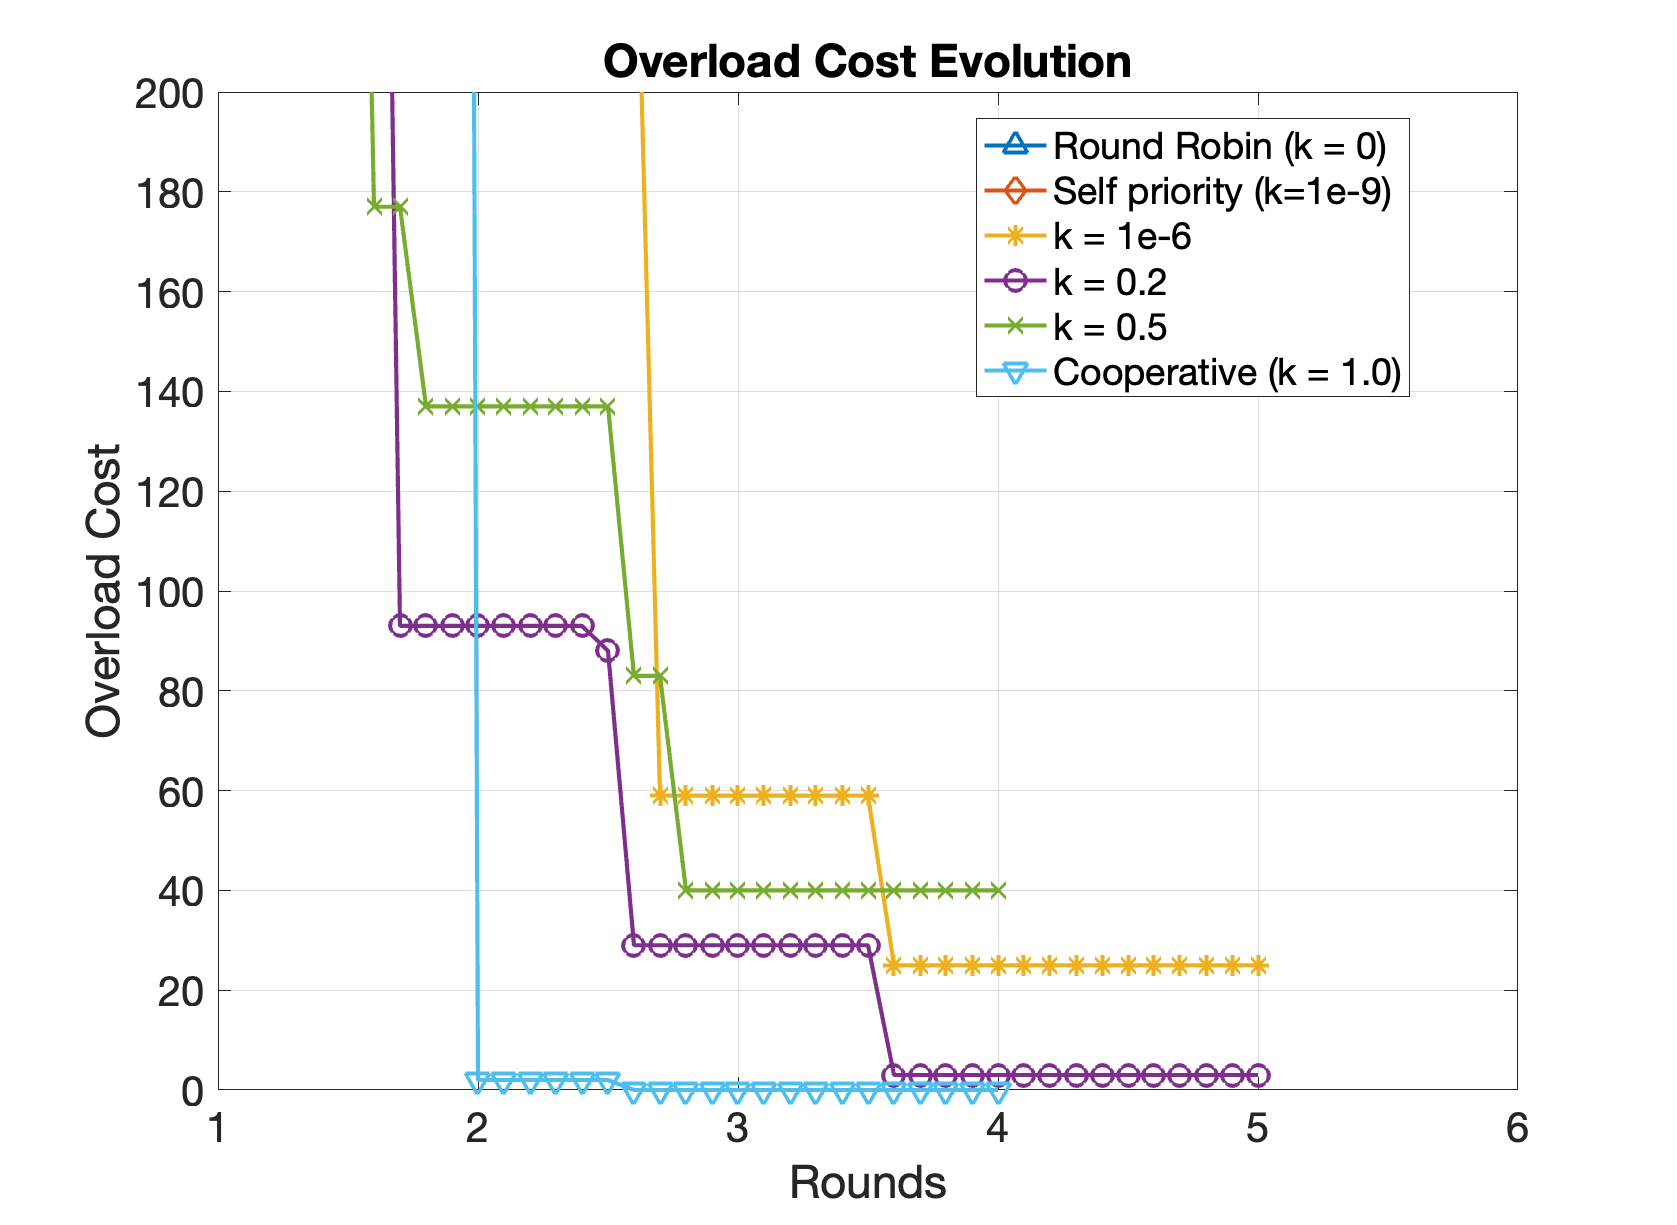 Overload Cost Evolution
200
180
160
140
120
100
80
60
40
20
0
Overload Cost
Round Robin (k = 0)
Self priority (k=1e-9)
k = 1e-6
k = 0.2
k = 0.5
Cooperative (k = 1.0)
1 2 3 4 5 6
Rounds